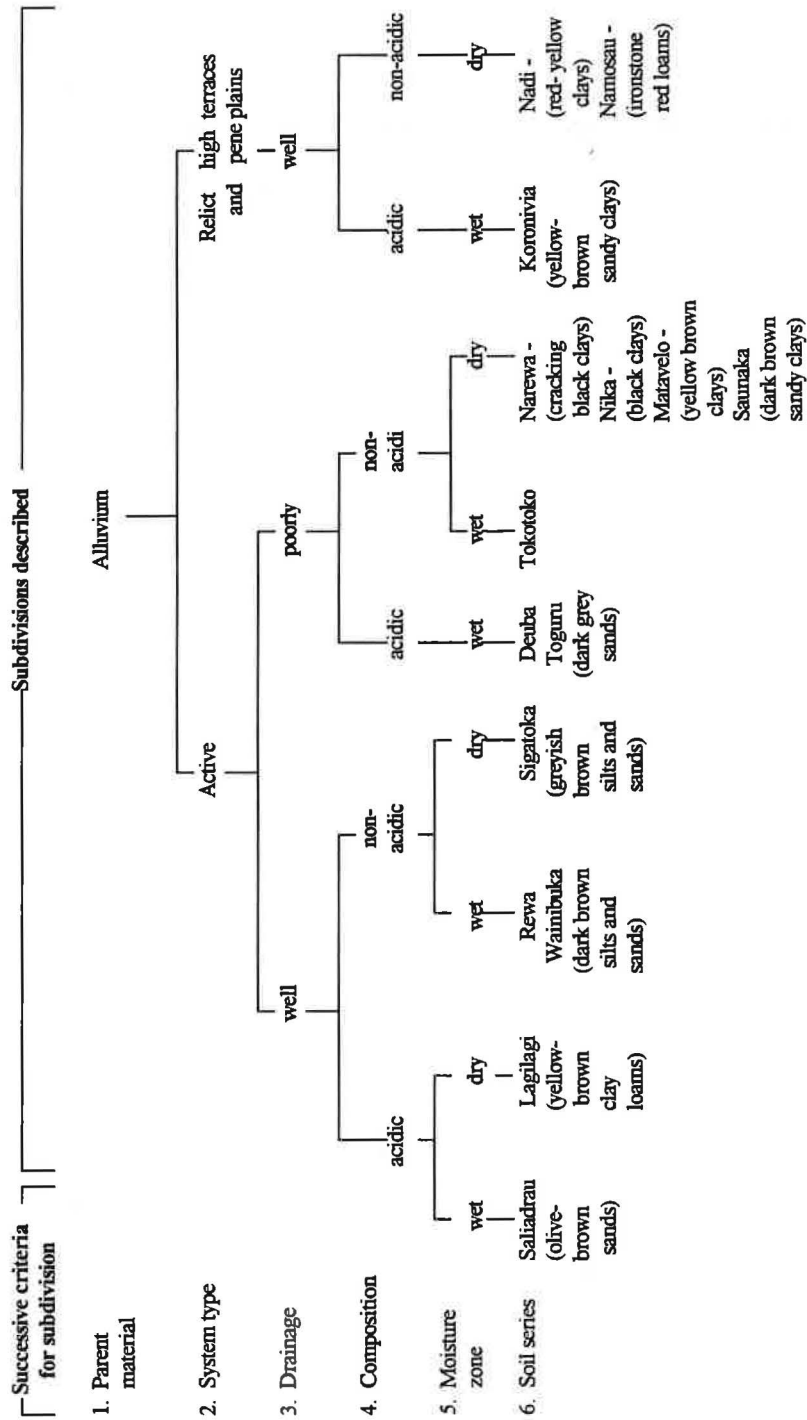 Successive criteria
for subdivision
Subdivisions described
1. Parent
material
Alluvium
2. System type
Active
Relict high terraces
and pene plains
3. Drainage
well
poorly
well
4. Composition
acidic
non-
acidic
acidic
non-
acidi
acidic
non-acidic
5. Moisture
zone
wet
dry
wet
dry
wet
wet
dry
wet
dry
6. Soil series
Saliadrau
(olive-
brown
sands)
Lagilagi
(yellow-
brown
clay
loams)
Rewa
Wainibuka
(dark brown
silts and
sands)
Sigatoka
(greyish
brown
silts and
sands)
Deuba
Toguru
(dark grey
sands)
Tokotoko
Narewa -
(cracking
black clays)
Nika -
(black clays)
Matavelo -
(yellow brown
clays)
Saunaka
(dark brown
sandy clays)
Koronivia
(yellow-
brown
sandy clays)
Nadi -
(red- yellow
clays)
Namosau -
(ironstone
red loams)